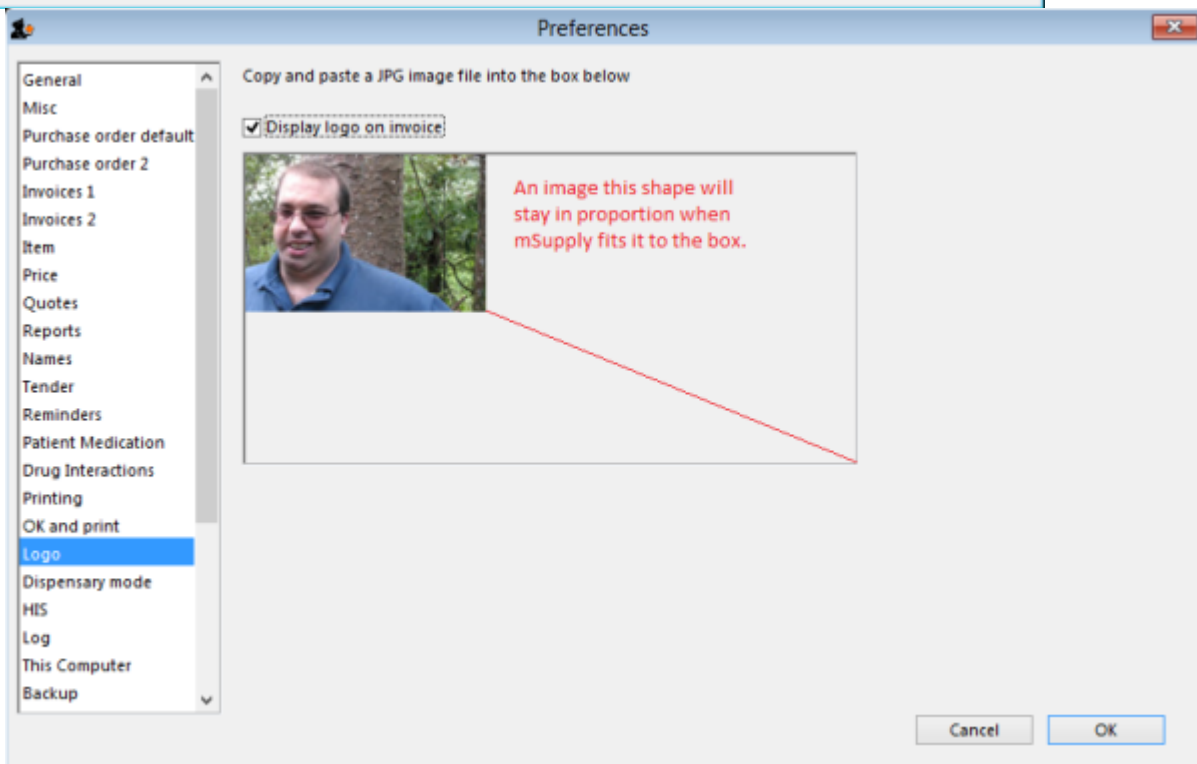 Preferences
General
Misc
Purchase order default
Purchase order 2
Invoices 1
Invoices 2
Item
Price
Quotes
Reports
Names
Tender
Reminders
Patient Medication
Drug Interactions
Printing
OK and print
Logo
Dispensary mode
HIS
Log
This Computer
Backup
Copy and paste a JPG image file into the box below
Display logo on invoice
An image this shape will
stay in proportion when
mSupply fits it to the box.
Cancel
OK